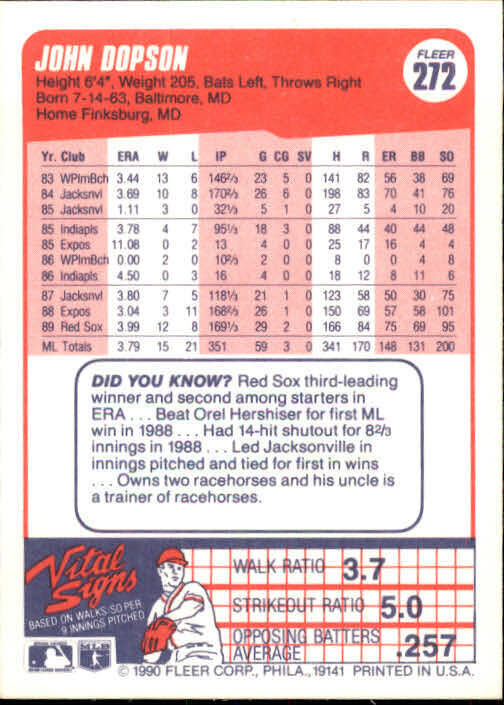 JOHN DOPSON
FLEER
272
Height 6'4", Weight 205, Bats Left, Throws Right
Born 7-14-63, Baltimore, MD
Home Finksburg, MD
Yr. Club ERA W L IP G CG SV H R ER BB SO
83 WPlmBch 3.44 13 6 146⅔ 23 5 0 141 82 56 38 69
84 Jacksnvl 3.69 10 8 170⅔ 26 6 0 198 83 70 41 76
85 Jacksnvl 1.11 3 0 32⅓ 5 1 0 27 5 4 10 20
85 Indiapls 3.78 4 7 95⅓ 18 3 0 88 44 40 44 48
85 Expos 11.08 0 2 13 4 0 0 25 17 16 4 4
86 WPlmBch 0.00 2 0 10⅔ 2 0 0 8 0 0 4 8
86 Indiapls 4.50 0 3 16 4 0 0 18 12 8 11 6
87 Jacksnvl 3.80 7 5 118⅓ 21 1 0 123 58 50 30 75
88 Expos 3.04 3 11 168⅔ 26 1 0 150 69 57 58 101
89 Red Sox 3.99 12 8 169⅓ 29 2 0 166 84 75 69 95
ML Totals 3.79 15 21 351 59 3 0 341 170 148 131 200
DID YOU KNOW? Red Sox third-leading
winner and second among starters in
ERA . . . Beat Orel Hershiser for first ML
win in 1988 . . . Had 14-hit shutout for 8⅔
innings in 1988 . . . Led Jacksonville in
innings pitched and tied for first in wins
. . . Owns two racehorses and his uncle is
a trainer of racehorses.
Vital
Signs
BASED ON WALKS/SO PER
9 INNINGS PITCHED
WALK RATIO 3.7
STRIKEOUT RATIO 5.0
OPPOSING BATTERS
AVERAGE .257
© 1990 FLEER CORP., PHILA., 19141 PRINTED IN U.S.A.